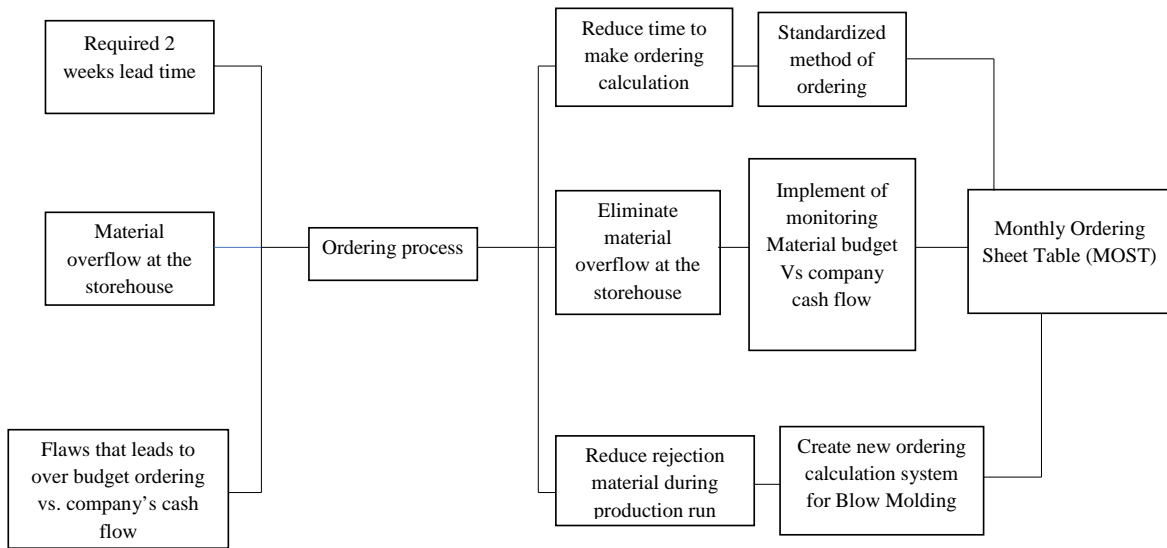 Required 2
weeks lead time
Material
overflow at the
storehouse
Flaws that leads to
over budget ordering
vs. company's cash
flow
Ordering process
Reduce time to
make ordering
calculation
Standardized
method of
ordering
Eliminate
material
overflow at the
storehouse
Implement of
monitoring
Material budget
Vs company
cash flow
Reduce rejection
material during
production run
Create new ordering
calculation system
for Blow Molding
Monthly Ordering
Sheet Table (MOST)